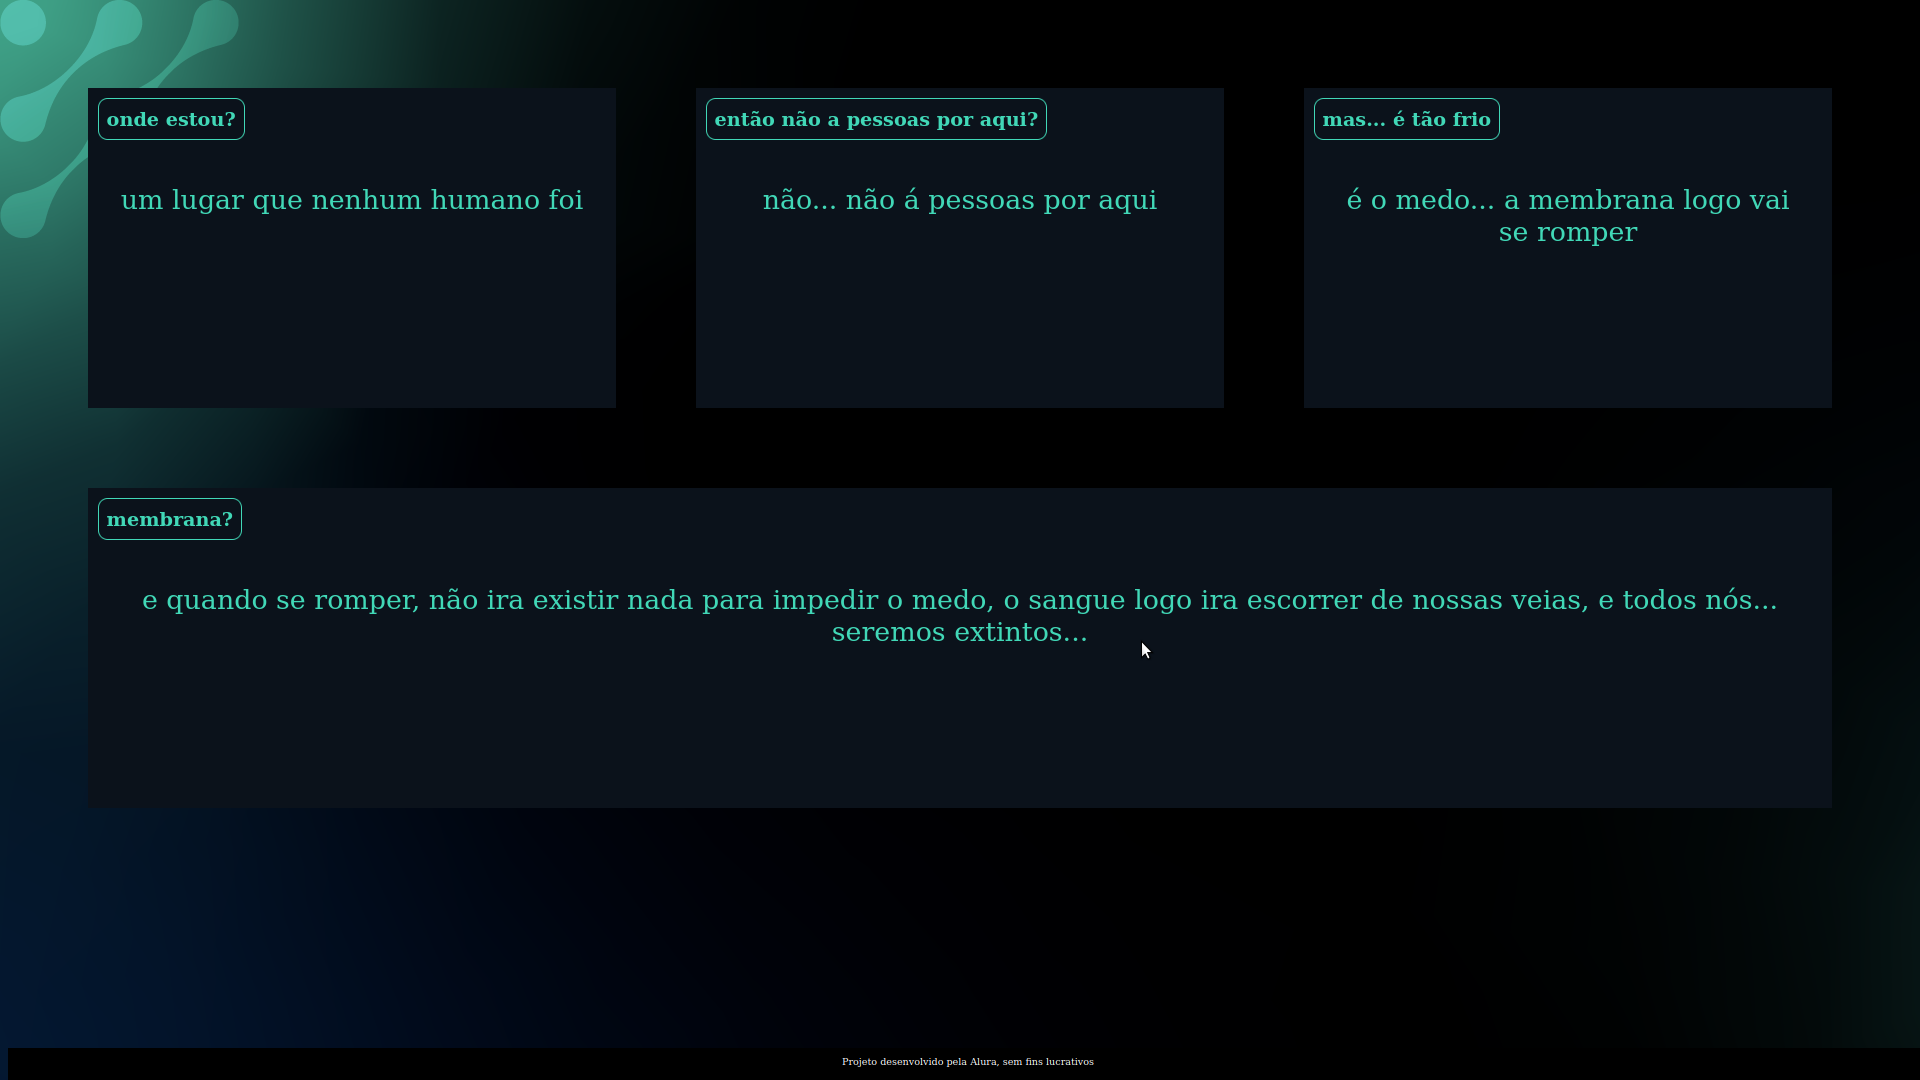 onde estou?
um lugar que nenhum humano foi
então não a pessoas por aqui?
não... não á pessoas por aqui
mas... é tão frio
é o medo... a membrana logo vai
se romper
membrana?
e quando se romper, não ira existir nada para impedir o medo, o sangue logo ira escorrer de nossas veias, e todos nós...
seremos extintos...
Projeto desenvolvido pela Alura, sem fins lucrativos